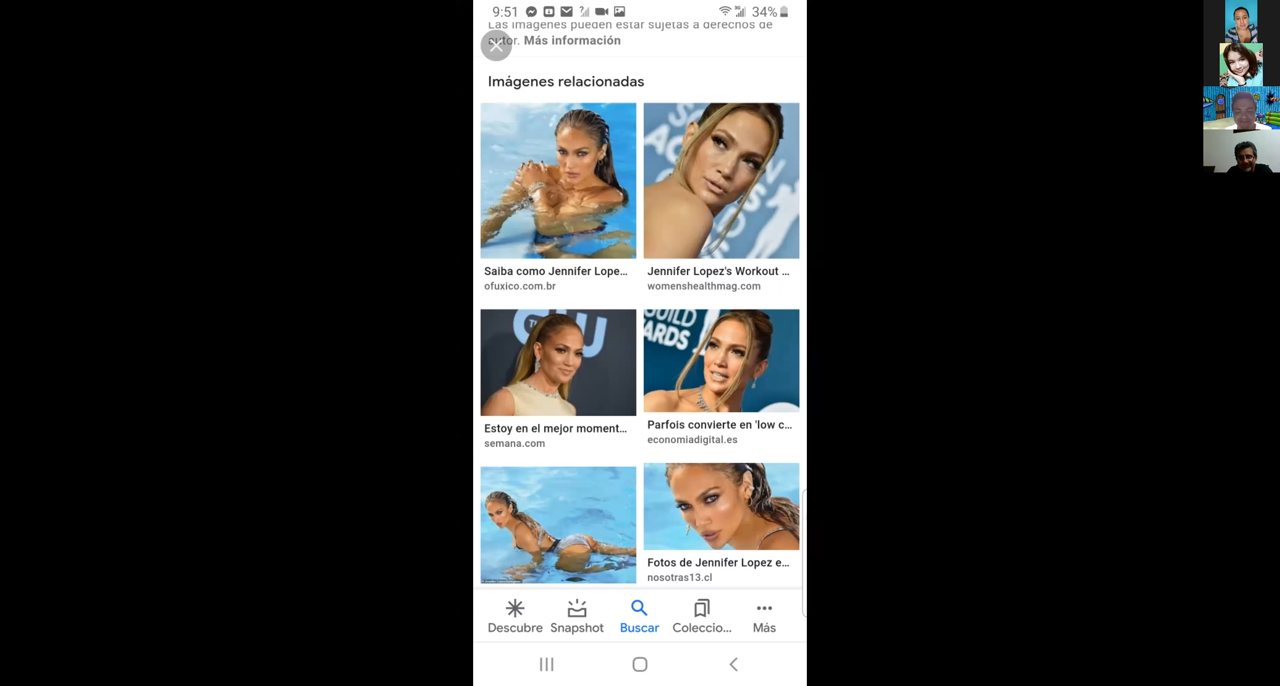 9:51
34%
Las imágenes pueden estar sujetas a derechos de
autor. Más información
Imágenes relacionadas
Saiba como Jennifer Lope...
ofuxico.com.br
Jennifer Lopez's Workout ...
womenshealthmag.com
Estoy en el mejor moment...
semana.com
GUILD
ARDS
Parfois convierte en 'low c...
economiadigital.es
Fotos de Jennifer Lopez e...
nosotras13.cl
Descubre
Snapshot
Buscar
Coleccio...
Más